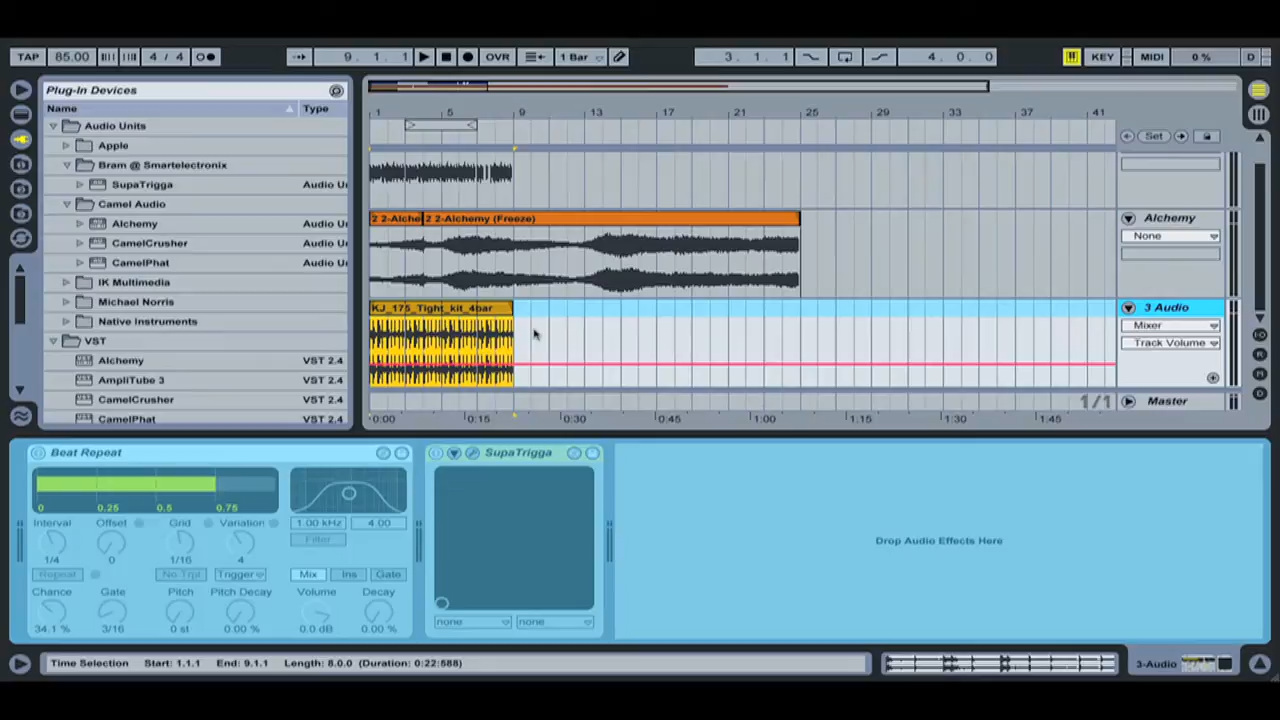 TAP 85.00 4 / 4 9. 1. 1 OVR 1 Bar 3. 1. 1 4. 0. 0 KEY MIDI 0 % D
Plug-In Devices
Name Type
Audio Units
Apple
Bram @ Smartelectronix
SupaTrigga Audio Un
Camel Audio
Alchemy Audio Un
CamelCrusher Audio Un
CamelPhat Audio Un
IK Multimedia
Michael Norris
Native Instruments
VST
Alchemy VST 2.4
AmpliTube 3 VST 2.4
CamelCrusher VST 2.4
CamelPhat VST 2.4
1 5 9 13 17 21 25 29 33 37 41
Set
2 2-Alche 2 2-Alchemy (Freeze)
Alchemy
None
KJ_175_Tight_kit_4bar
3 Audio
Mixer
Track Volume
1/1 Master
0:00 0:15 0:30 0:45 1:00 1:15 1:30 1:45
Beat Repeat
0 0.25 0.5 0.75
Interval Offset Grid Variation
1/4 0 1/16 4
1.00 kHz 4.00
Filter
Repeat No Trpl Trigger Mix Ins Gate
Chance Gate Pitch Pitch Decay Volume Decay
34.1 % 3/16 0 st 0.00 % 0.0 dB 0.00 %
SupaTrigga
none none
Drop Audio Effects Here
Time Selection Start: 1.1.1 End: 9.1.1 Length: 8.0.0 (Duration: 0:22:588)
3-Audio